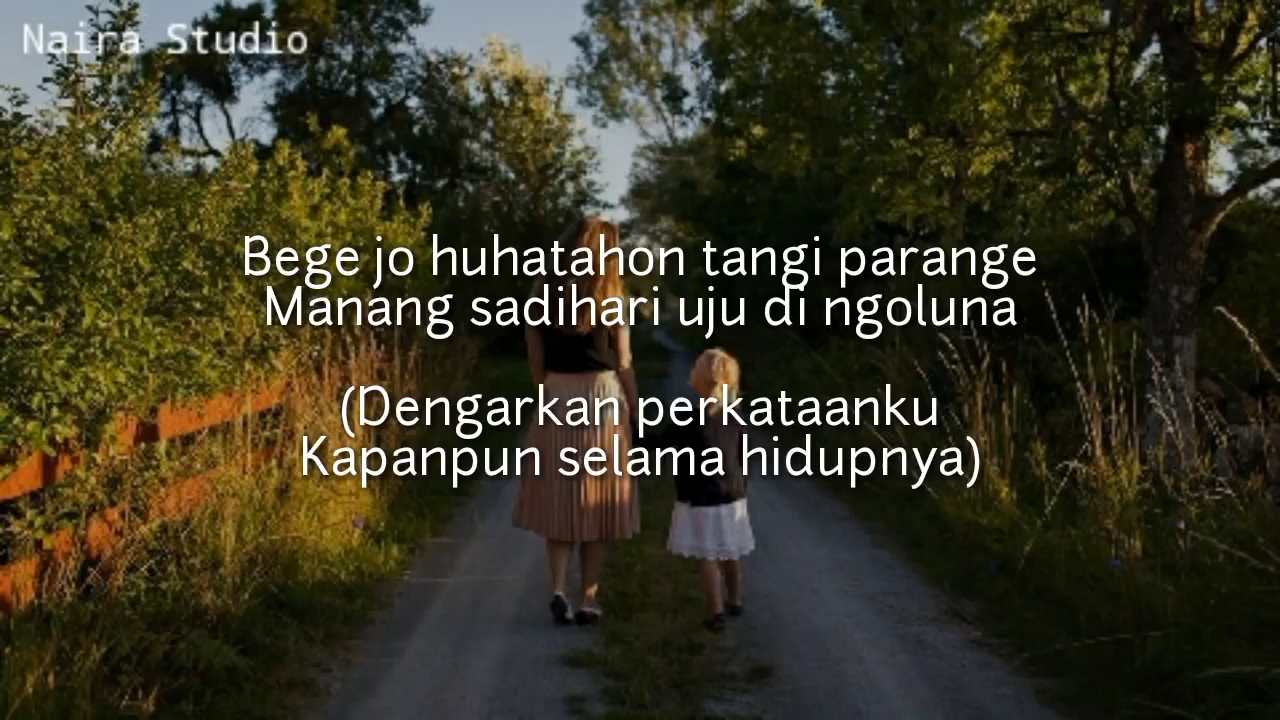 Naira Studio
Bege jo huhatahon tangi parange
Manang sadihari uju di ngoluna
(Dengarkan perkataanku
Kapanpun selama hidupnya)